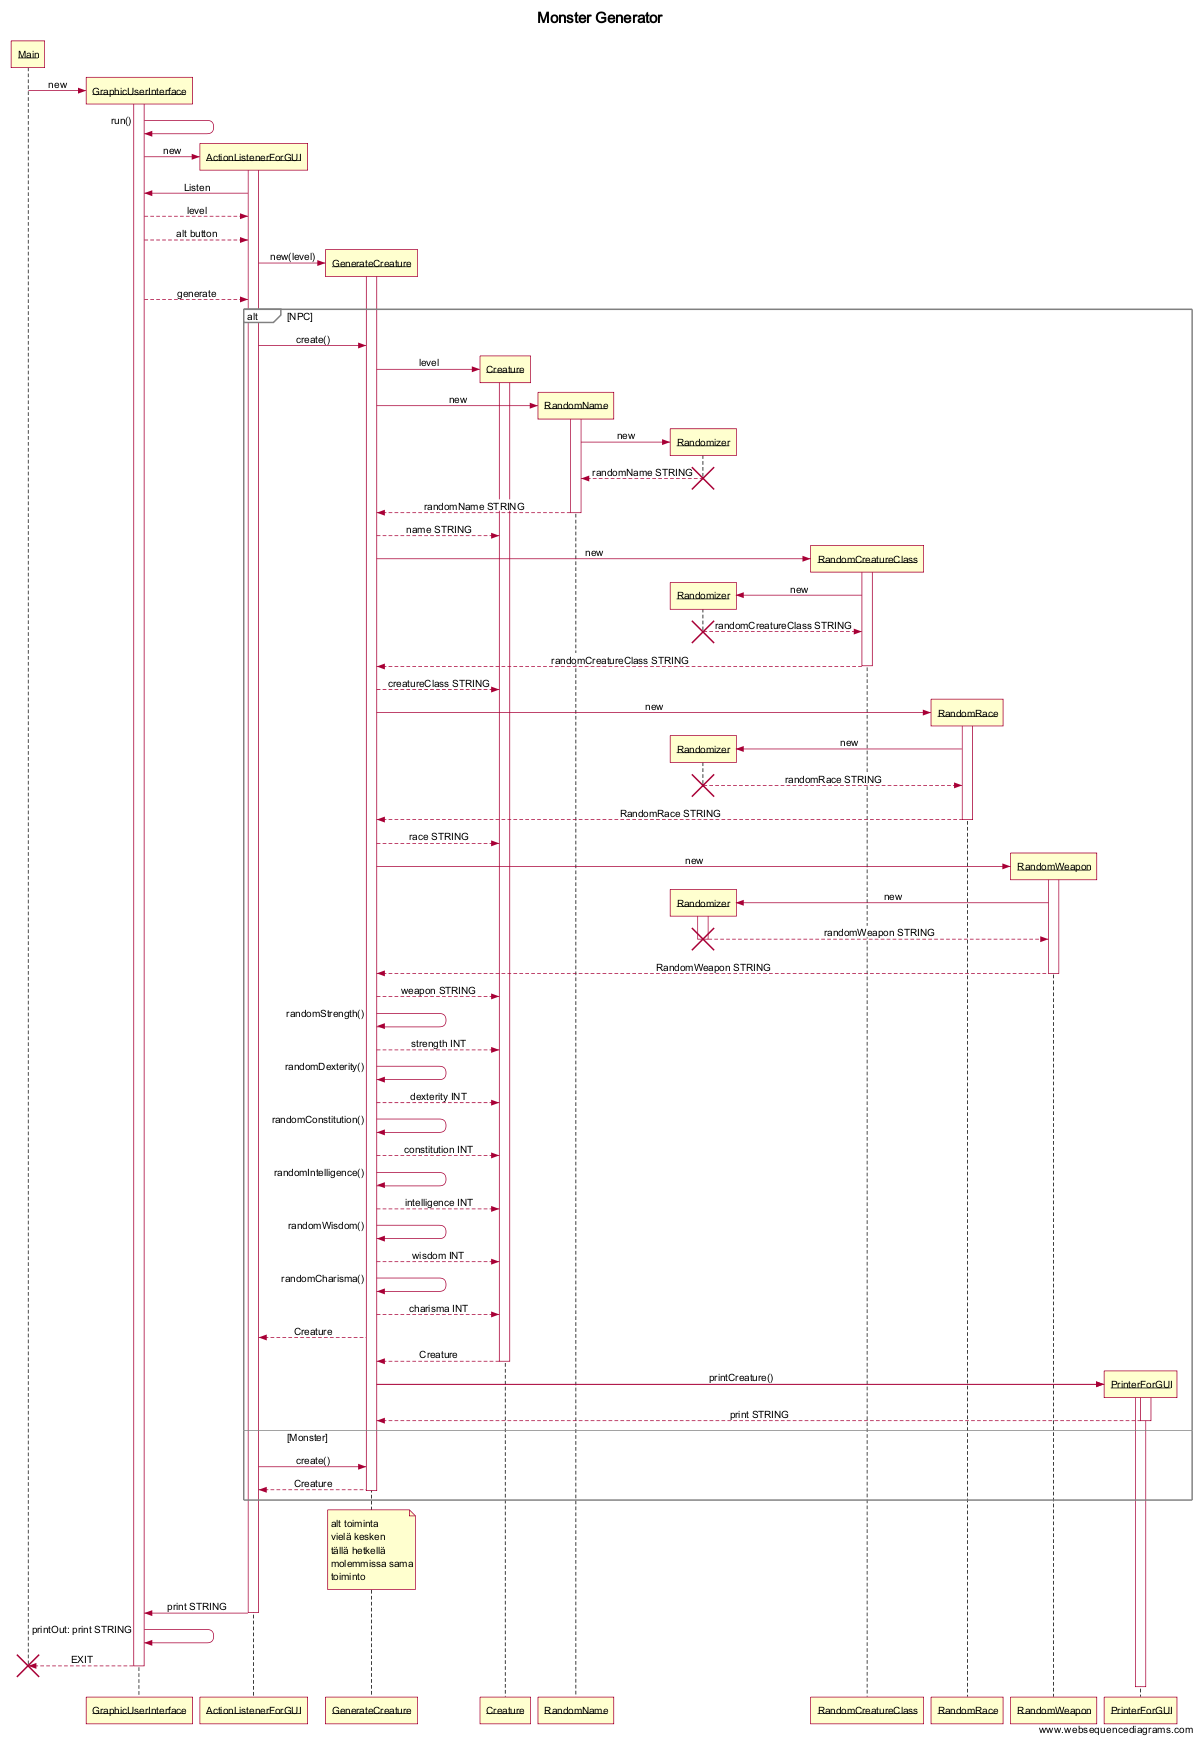 Monster Generator
Main
new
GraphicUserInterface
run()
new
ActionListenerForGUI
Listen
level
alt button
new(level)
GenerateCreature
generate
alt
[NPC]
create()
level
Creature
new
RandomName
new
Randomizer
randomName STRING
randomName STRING
name STRING
new
RandomCreatureClass
Randomizer
new
randomCreatureClass STRING
randomCreatureClass STRING
creatureClass STRING
new
RandomRace
Randomizer
new
randomRace STRING
RandomRace STRING
race STRING
new
RandomWeapon
Randomizer
new
randomWeapon STRING
RandomWeapon STRING
weapon STRING
randomStrength()
strength INT
randomDexterity()
dexterity INT
randomConstitution()
constitution INT
randomIntelligence()
intelligence INT
randomWisdom()
wisdom INT
randomCharisma()
charisma INT
Creature
Creature
printCreature()
PrinterForGUI
print STRING
[Monster]
create()
Creature
alt toiminta
vielä kesken
tällä hetkellä
molemmissa sama
toiminto
print STRING
printOut: print STRING
EXIT
GraphicUserInterface
ActionListenerForGUI
GenerateCreature
Creature
RandomName
RandomCreatureClass
RandomRace
RandomWeapon
PrinterForGUI
www.websequencediagrams.com